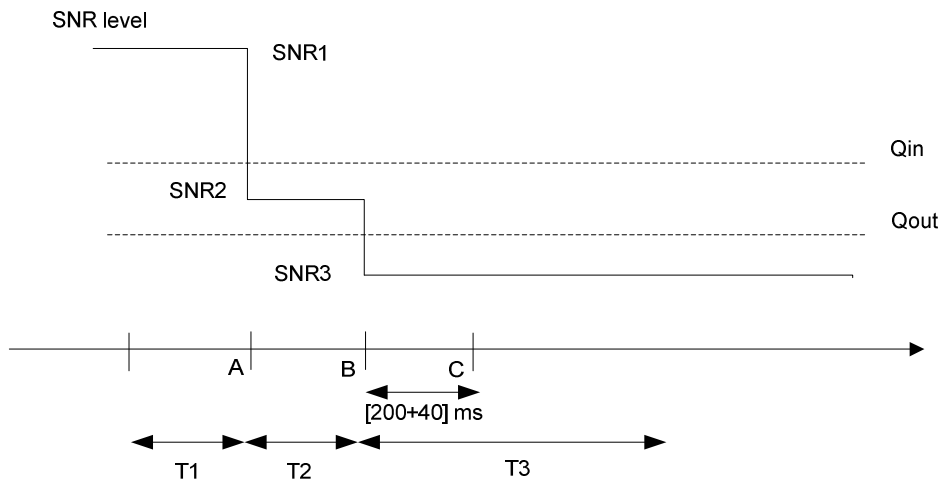 SNR level
SNR1
Qin
SNR2
Qout
SNR3
A
B
C
[200+40] ms
T1
T2
T3